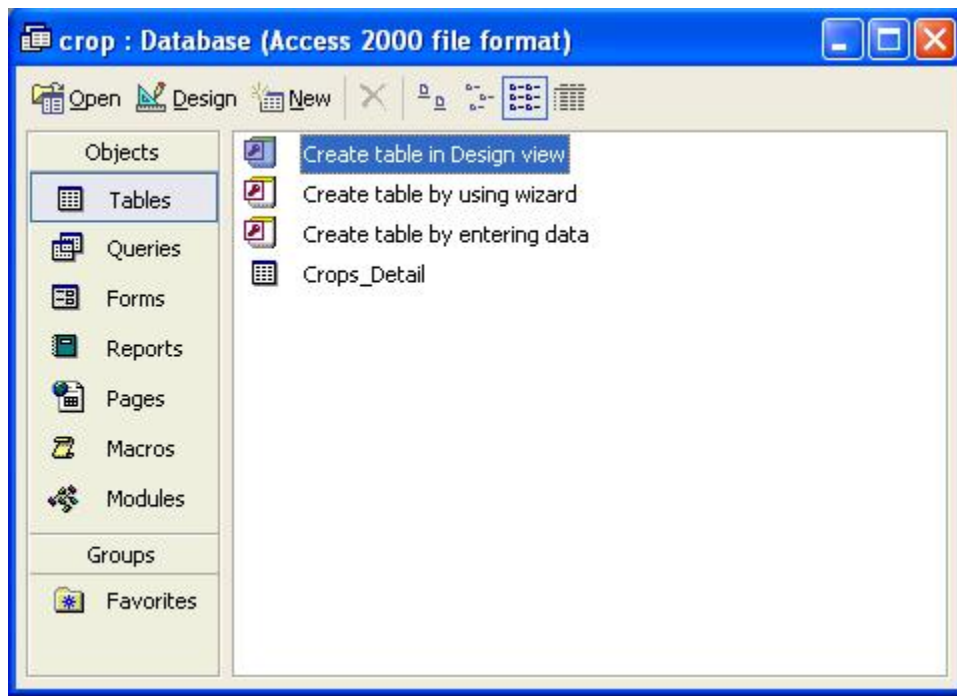 crop : Database (Access 2000 file format)
Open Design New
Objects
Tables
Queries
Forms
Reports
Pages
Macros
Modules
Groups
Favorites
Create table in Design view
Create table by using wizard
Create table by entering data
Crops_Detail